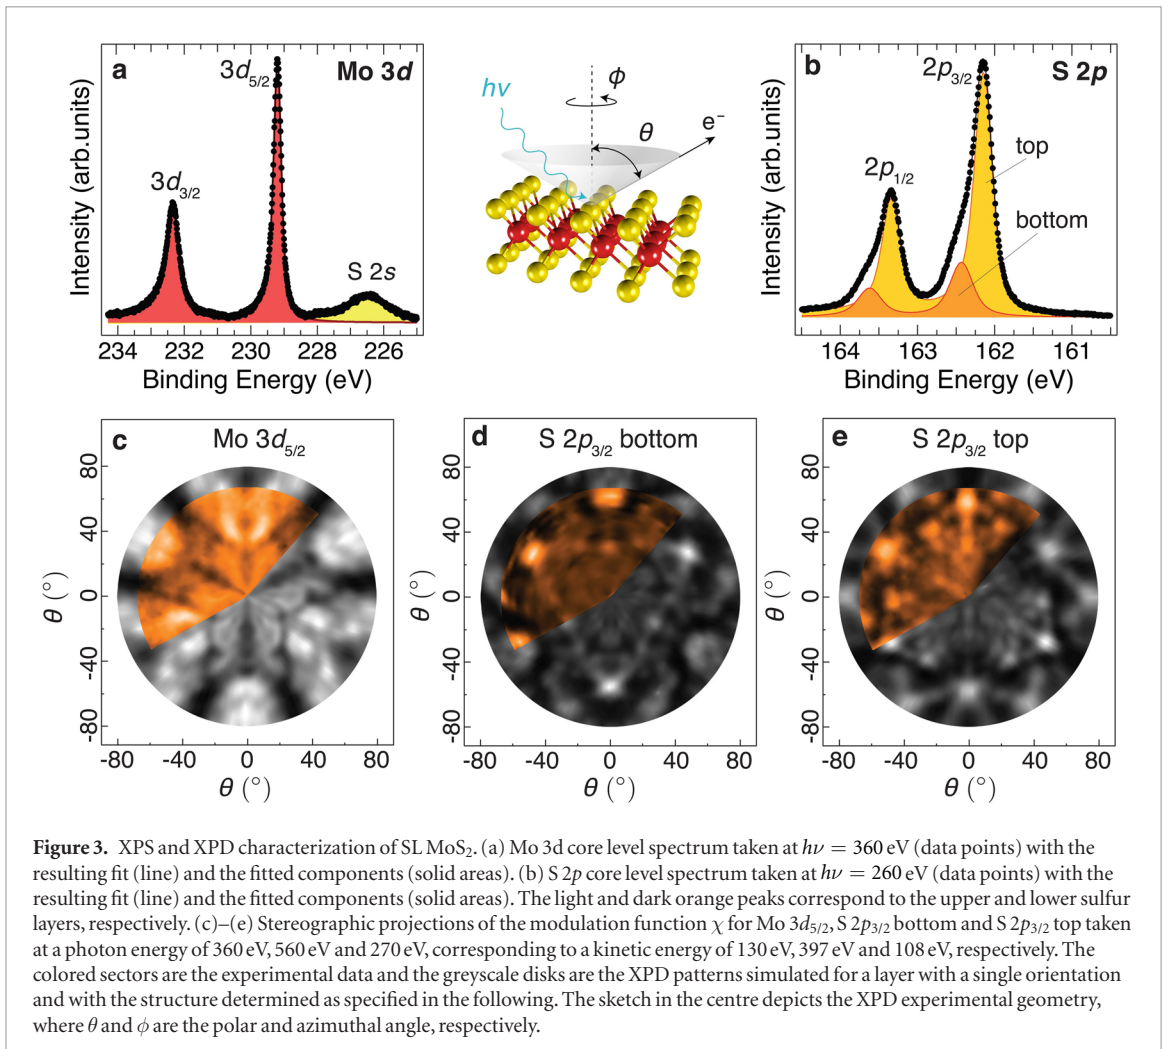 a
Mo 3d
3d5/2
3d3/2
S 2s
Intensity (arb.units)
234 232 230 228 226
Binding Energy (eV)
hν
ϕ
θ
e−
b
S 2p
2p3/2
2p1/2
top
bottom
Intensity (arb.units)
164 163 162 161
Binding Energy (eV)
c
Mo 3d5/2
80
40
0
-40
-80
θ (°)
-80 -40 0 40 80
θ (°)
d
S 2p3/2 bottom
80
40
0
-40
-80
θ (°)
-80 -40 0 40 80
θ (°)
e
S 2p3/2 top
80
40
0
-40
-80
θ (°)
-80 -40 0 40 80
θ (°)
Figure 3. XPS and XPD characterization of SL MoS2. (a) Mo 3d core level spectrum taken at hν = 360 eV (data points) with the
resulting fit (line) and the fitted components (solid areas). (b) S 2p core level spectrum taken at hν = 260 eV (data points) with the
resulting fit (line) and the fitted components (solid areas). The light and dark orange peaks correspond to the upper and lower sulfur
layers, respectively. (c)–(e) Stereographic projections of the modulation function χ for Mo 3d5/2, S 2p3/2 bottom and S 2p3/2 top taken
at a photon energy of 360 eV, 560 eV and 270 eV, corresponding to a kinetic energy of 130 eV, 397 eV and 108 eV, respectively. The
colored sectors are the experimental data and the greyscale disks are the XPD patterns simulated for a layer with a single orientation
and with the structure determined as specified in the following. The sketch in the centre depicts the XPD experimental geometry,
where θ and ϕ are the polar and azimuthal angle, respectively.